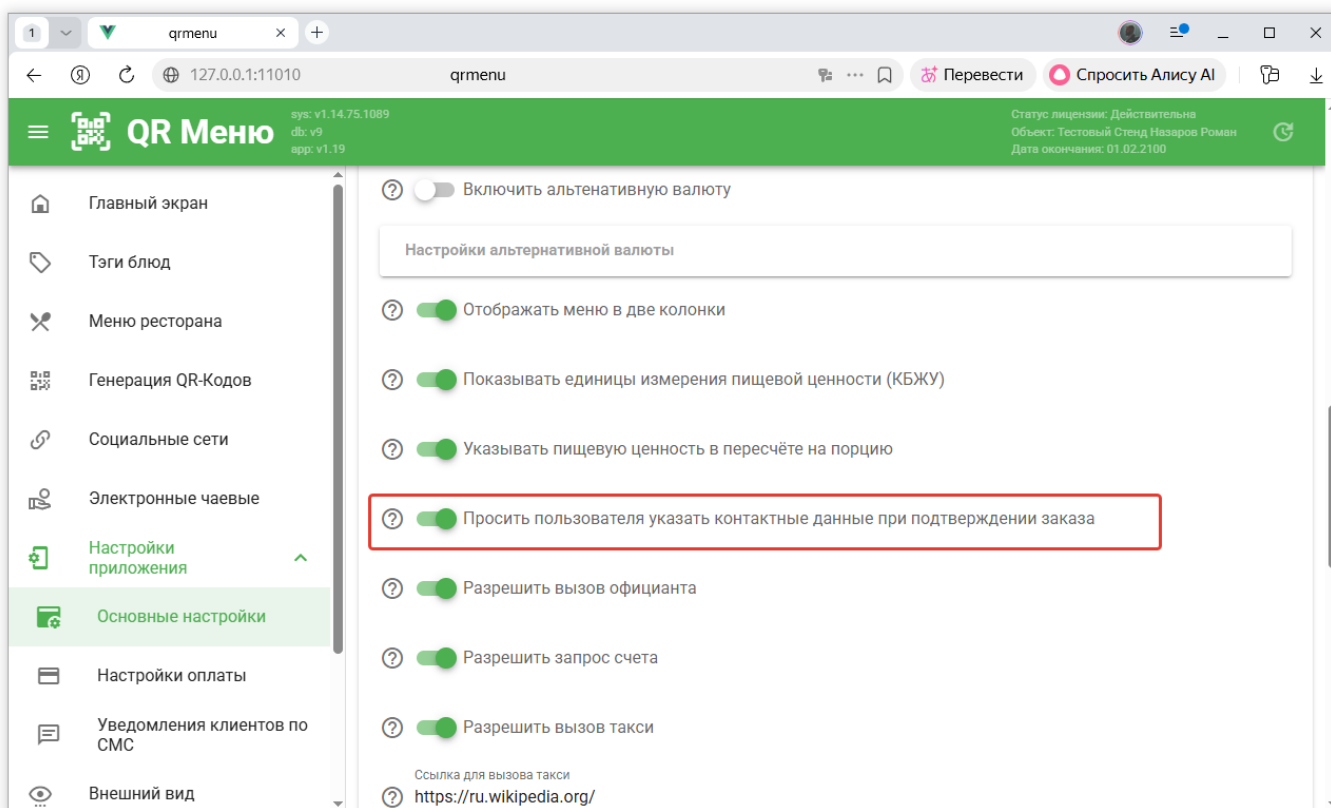 1
qrmenu
127.0.0.1:11010
qrmenu
Перевести
Спросить Алису AI
QR Меню
sys: v1.14.75.1089
db: v9
app: v1.19
Статус лицензии: Действительна
Объект: Тестовый Стенд Назаров Роман
Дата окончания: 01.02.2100
Главный экран
Тэги блюд
Меню ресторана
Генерация QR-Кодов
Социальные сети
Электронные чаевые
Настройки
приложения
Основные настройки
Настройки оплаты
Уведомления клиентов по
СМС
Внешний вид
Включить альтенативную валюту
Настройки альтернативной валюты
Отображать меню в две колонки
Показывать единицы измерения пищевой ценности (КБЖУ)
Указывать пищевую ценность в пересчёте на порцию
Просить пользователя указать контактные данные при подтверждении заказа
Разрешить вызов официанта
Разрешить запрос счета
Разрешить вызов такси
Ссылка для вызова такси
https://ru.wikipedia.org/